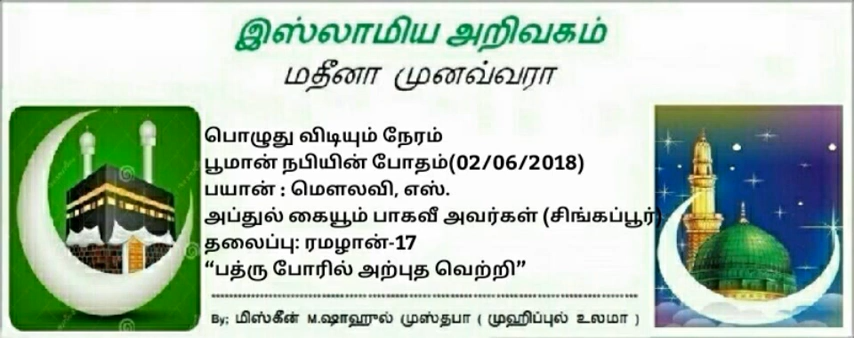 இஸ்லாமிய அறிவகம்
மதீனா முனவ்வரா
பொழுது விடியும் நேரம்
பூமான் நபியின் போதம்(02/06/2018)
பயான் : மௌலவி, எஸ்.
அப்துல் கையூம் பாகவீ அவர்கள் (சிங்கப்பூர்)
தலைப்பு: ரமழான்-17
“பத்ரு போரில் அற்புத வெற்றி”
By; மிஸ்கீன் M.ஷாஹுல் முஸ்தபா ( முஹிப்புல் உலமா )